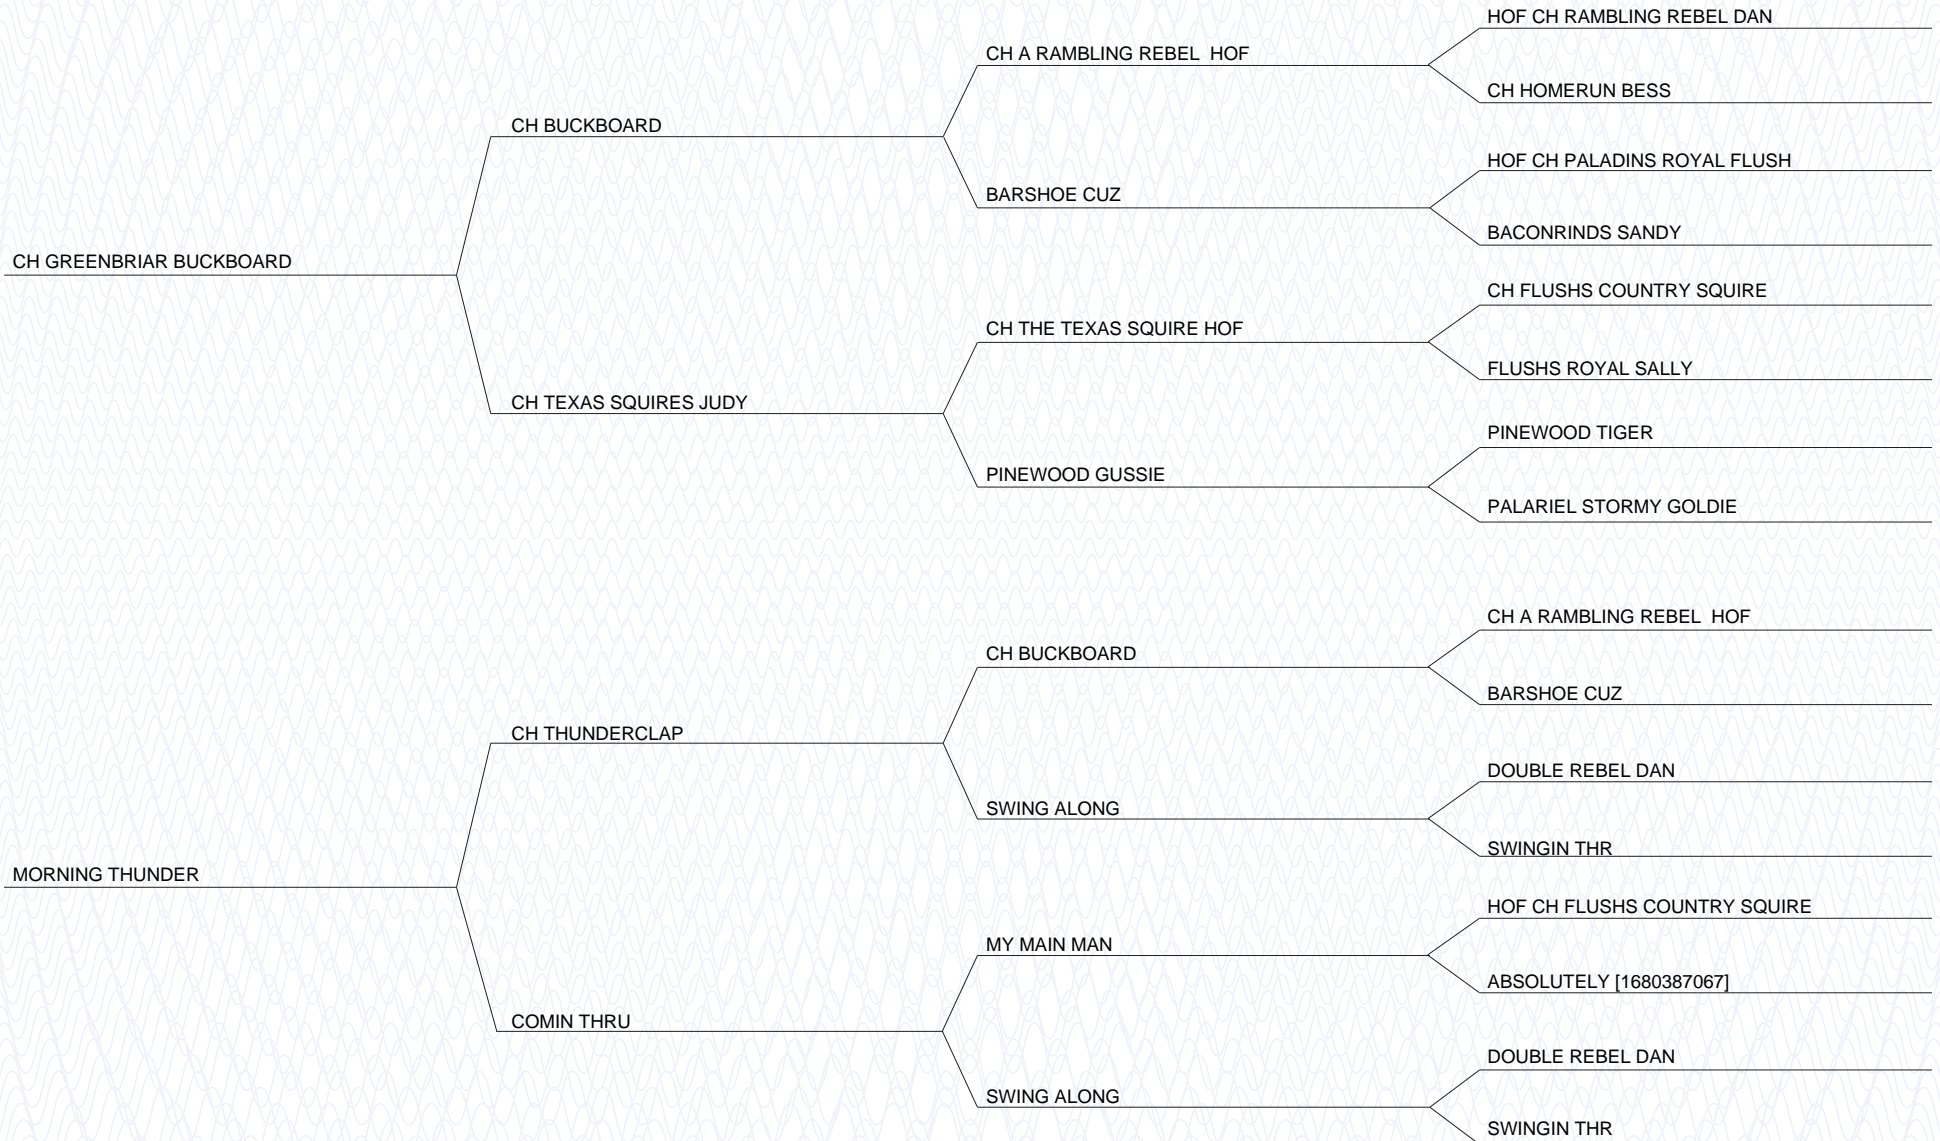 HOF CH RAMBLING REBEL DAN
CH A RAMBLING REBEL  HOF
CH HOMERUN BESS
CH BUCKBOARD
HOF CH PALADINS ROYAL FLUSH
BARSHOE CUZ
BACONRINDS SANDY
CH GREENBRIAR BUCKBOARD
CH FLUSHS COUNTRY SQUIRE
CH THE TEXAS SQUIRE HOF
FLUSHS ROYAL SALLY
CH TEXAS SQUIRES JUDY
PINEWOOD TIGER
PINEWOOD GUSSIE
PALARIEL STORMY GOLDIE
CH A RAMBLING REBEL  HOF
CH BUCKBOARD
BARSHOE CUZ
CH THUNDERCLAP
DOUBLE REBEL DAN
SWING ALONG
SWINGIN THR
MORNING THUNDER
HOF CH FLUSHS COUNTRY SQUIRE
MY MAIN MAN
ABSOLUTELY [1680387067]
COMIN THRU
DOUBLE REBEL DAN
SWING ALONG
SWINGIN THR